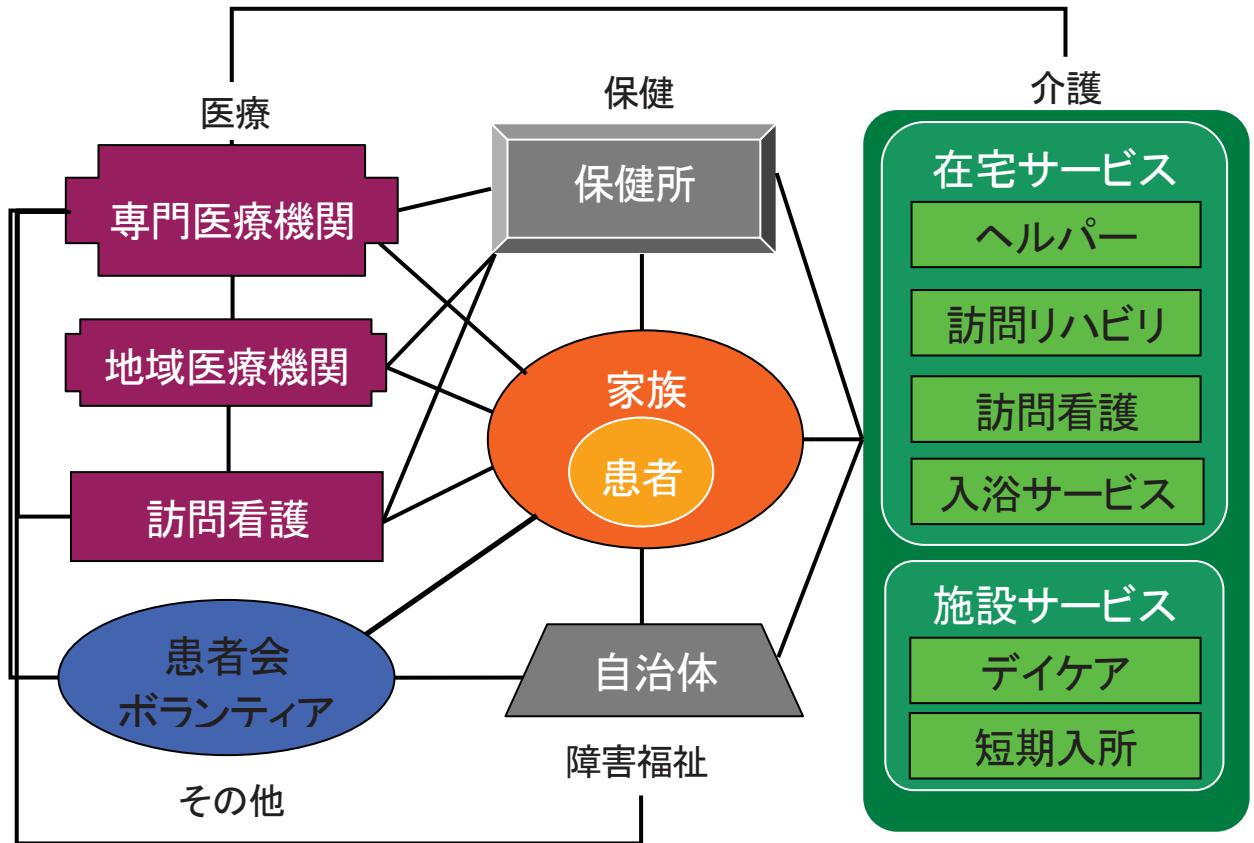 医療
保健
介護
専門医療機関
地域医療機関
訪問看護
患者会
ボランティア
その他
保健所
家族
患者
自治体
障害福祉
在宅サービス
ヘルパー
訪問リハビリ
訪問看護
入浴サービス
施設サービス
デイケア
短期入所